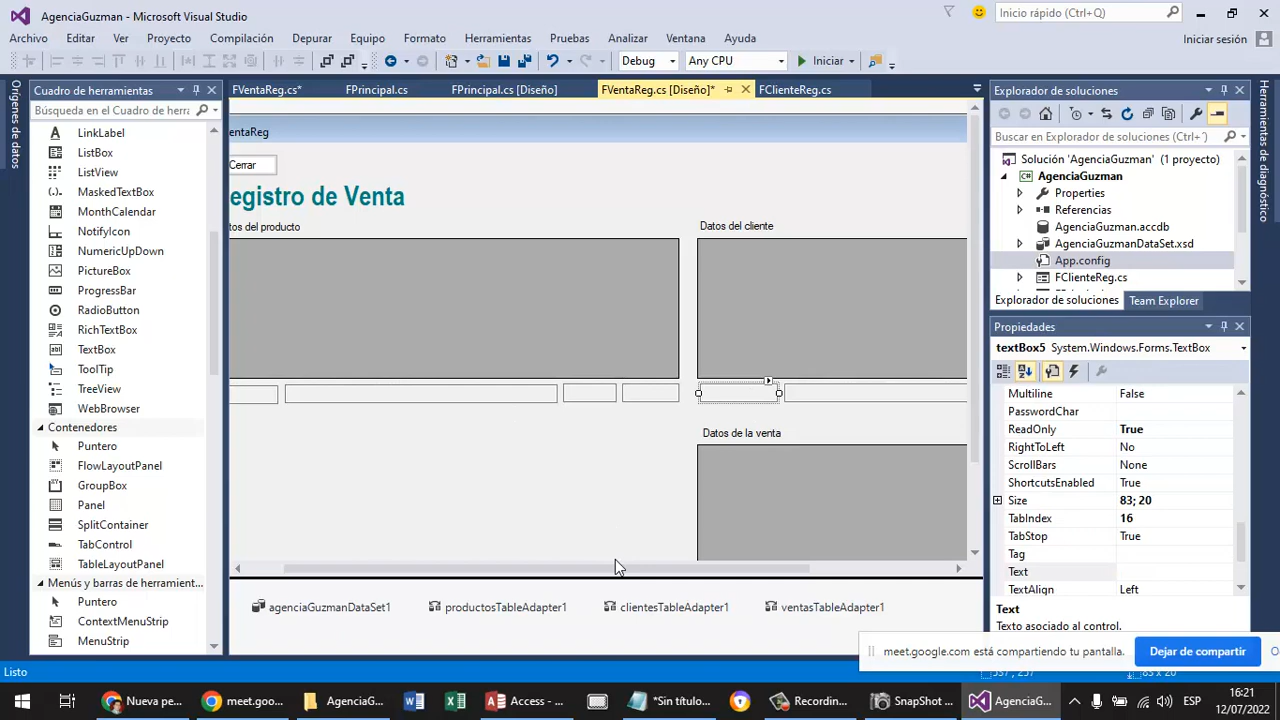 AgenciaGuzman - Microsoft Visual Studio
Inicio rápido (Ctrl+Q)
Archivo Editar Ver Proyecto Compilación Depurar Equipo Formato Herramientas Pruebas Analizar Ventana Ayuda
Iniciar sesión
Debug Any CPU Iniciar
Orígenes de datos
Cuadro de herramientas
Búsqueda en el Cuadro de herra
LinkLabel
ListBox
ListView
MaskedTextBox
MonthCalendar
NotifyIcon
NumericUpDown
PictureBox
ProgressBar
RadioButton
RichTextBox
TextBox
ToolTip
TreeView
WebBrowser
Contenedores
Puntero
FlowLayoutPanel
GroupBox
Panel
SplitContainer
TabControl
TableLayoutPanel
Menús y barras de herramient...
Puntero
ContextMenuStrip
MenuStrip
FVentaReg.cs* FPrincipal.cs FPrincipal.cs [Diseño] FVentaReg.cs [Diseño]* FClienteReg.cs
entaReg
Cerrar
egistro de Venta
tos del producto
Datos del cliente
Datos de la venta
agenciaGuzmanDataSet1 productosTableAdapter1 clientesTableAdapter1 ventasTableAdapter1
Explorador de soluciones
Buscar en Explorador de soluciones (Ctrl+´)
Solución 'AgenciaGuzman' (1 proyecto)
AgenciaGuzman
Properties
Referencias
AgenciaGuzman.accdb
AgenciaGuzmanDataSet.xsd
App.config
FClienteReg.cs
Explorador de soluciones Team Explorer
Propiedades
textBox5 System.Windows.Forms.TextBox
Multiline False
PasswordChar
ReadOnly True
RightToLeft No
ScrollBars None
ShortcutsEnabled True
Size 83; 20
TabIndex 16
TabStop True
Tag
Text
TextAlign Left
Text
Texto asociado al control.
Herramientas de diagnóstico
meet.google.com está compartiendo tu pantalla. Dejar de compartir
Listo
Nueva pe... meet.goo... AgenciaG... Access - ... *Sin título... Recordin... SnapShot ... AgenciaG...
ESP
16:21
12/07/2022